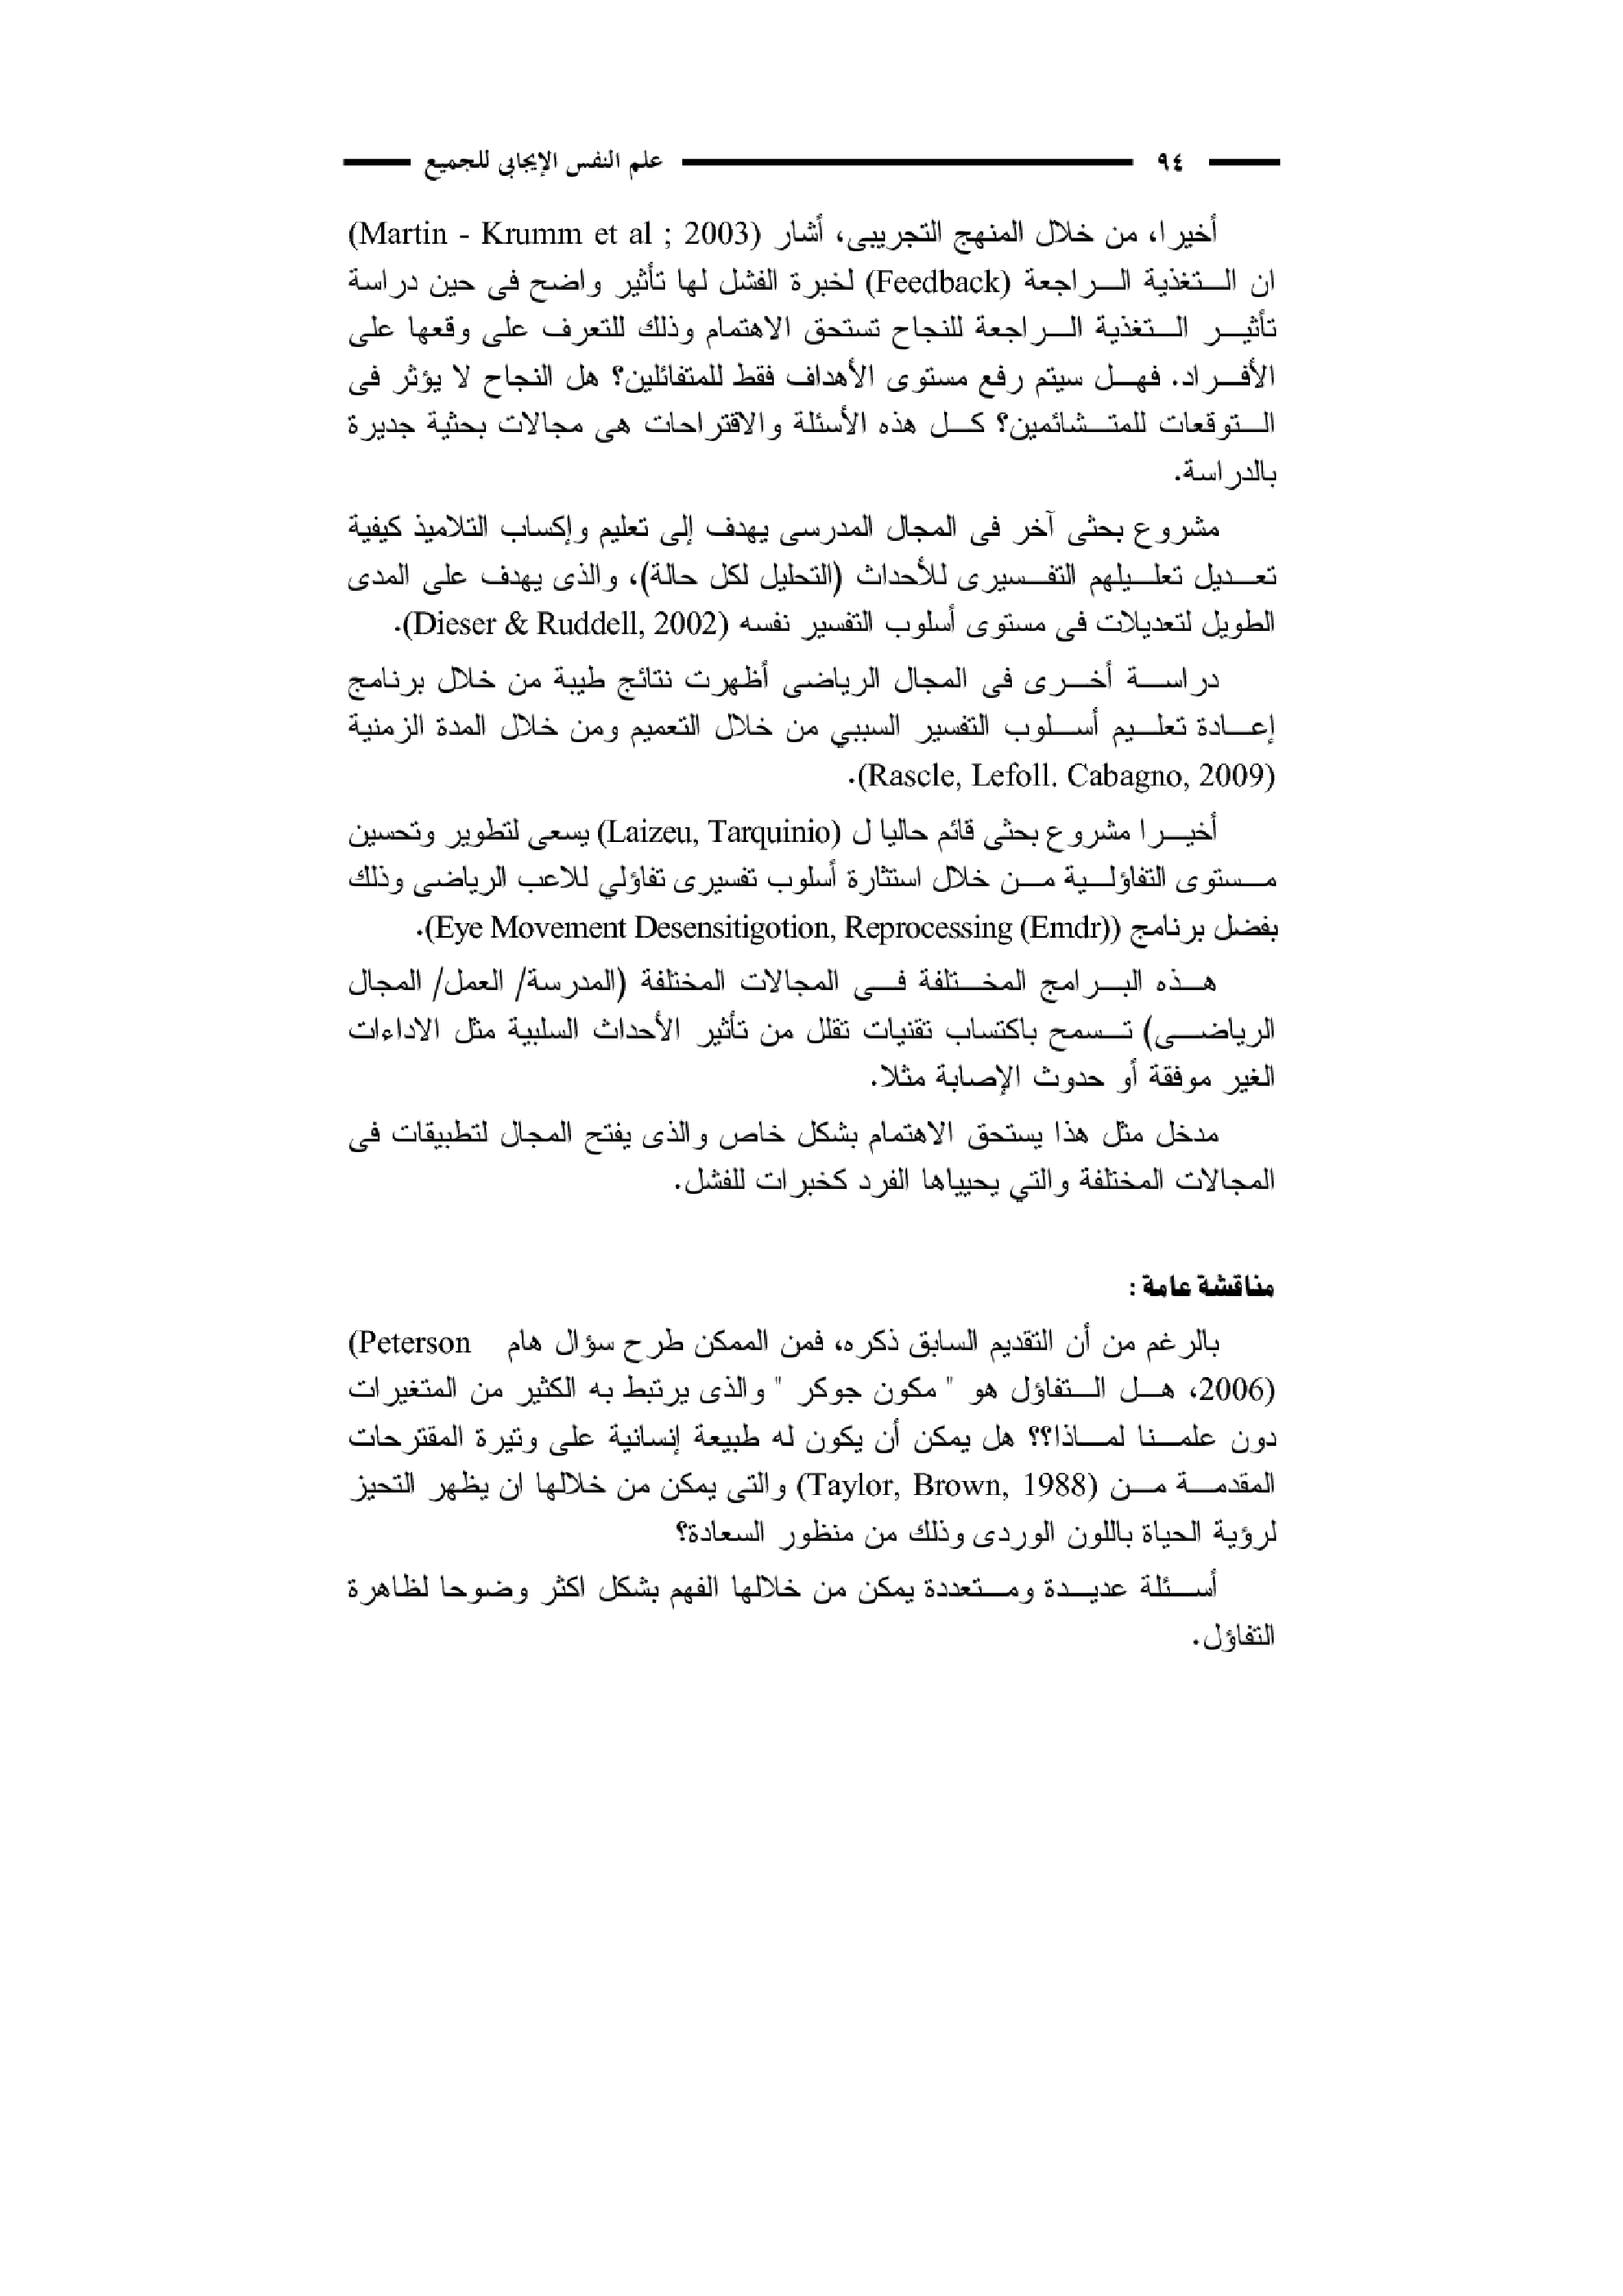 ٩٤ علم النفس الإيجابي للجميع
أخيرا، من خلال المنهج التجريبى، أشار (Martin - Krumm et al ; 2003)
ان التغذية الراجعة (Feedback) لخبرة الفشل لها تأثير واضح فى حين دراسة
تأثير التغذية الراجعة للنجاح تستحق الاهتمام وذلك للتعرف على وقعها على
الأفراد. فهل سيتم رفع مستوى الأهداف فقط للمتفائلين؟ هل النجاح لا يؤثر فى
التوقعات للمتشائمين؟ كل هذه الأسئلة والاقتراحات هى مجالات بحثية جديرة
بالدراسة.
مشروع بحثى آخر فى المجال المدرسى يهدف إلى تعليم وإكساب التلاميذ كيفية
تعديل تعليلهم التفسيرى للأحداث (التحليل لكل حالة)، والذى يهدف على المدى
الطويل لتعديلات فى مستوى أسلوب التفسير نفسه (Dieser & Ruddell, 2002).
دراسة أخرى فى المجال الرياضى أظهرت نتائج طيبة من خلال برنامج
إعادة تعليم أسلوب التفسير السببي من خلال التعميم ومن خلال المدة الزمنية
(Rascle, Lefoll. Cabagno, 2009).
أخيرا مشروع بحثى قائم حاليا ل (Laizeu, Tarquinio) يسعى لتطوير وتحسين
مستوى التفاؤلية من خلال استثارة أسلوب تفسيرى تفاؤلي للاعب الرياضى وذلك
بفضل برنامج (Eye Movement Desensitigotion, Reprocessing (Emdr)).
هذه البرامج المختلفة فى المجالات المختلفة (المدرسة/ العمل/ المجال
الرياضى) تسمح باكتساب تقنيات تقلل من تأثير الأحداث السلبية مثل الاداءات
الغير موفقة أو حدوث الإصابة مثلا.
مدخل مثل هذا يستحق الاهتمام بشكل خاص والذى يفتح المجال لتطبيقات فى
المجالات المختلفة والتي يحيياها الفرد كخبرات للفشل.
مناقشة عامة :
بالرغم من أن التقديم السابق ذكره، فمن الممكن طرح سؤال هام (Peterson
2006)، هل التفاؤل هو " مكون جوكر " والذى يرتبط به الكثير من المتغيرات
دون علمنا لماذا؟؟ هل يمكن أن يكون له طبيعة إنسانية على وتيرة المقترحات
المقدمة من (Taylor, Brown, 1988) والتى يمكن من خلالها ان يظهر التحيز
لرؤية الحياة باللون الوردى وذلك من منظور السعادة؟
أسئلة عديدة ومتعددة يمكن من خلالها الفهم بشكل اكثر وضوحا لظاهرة
التفاؤل.